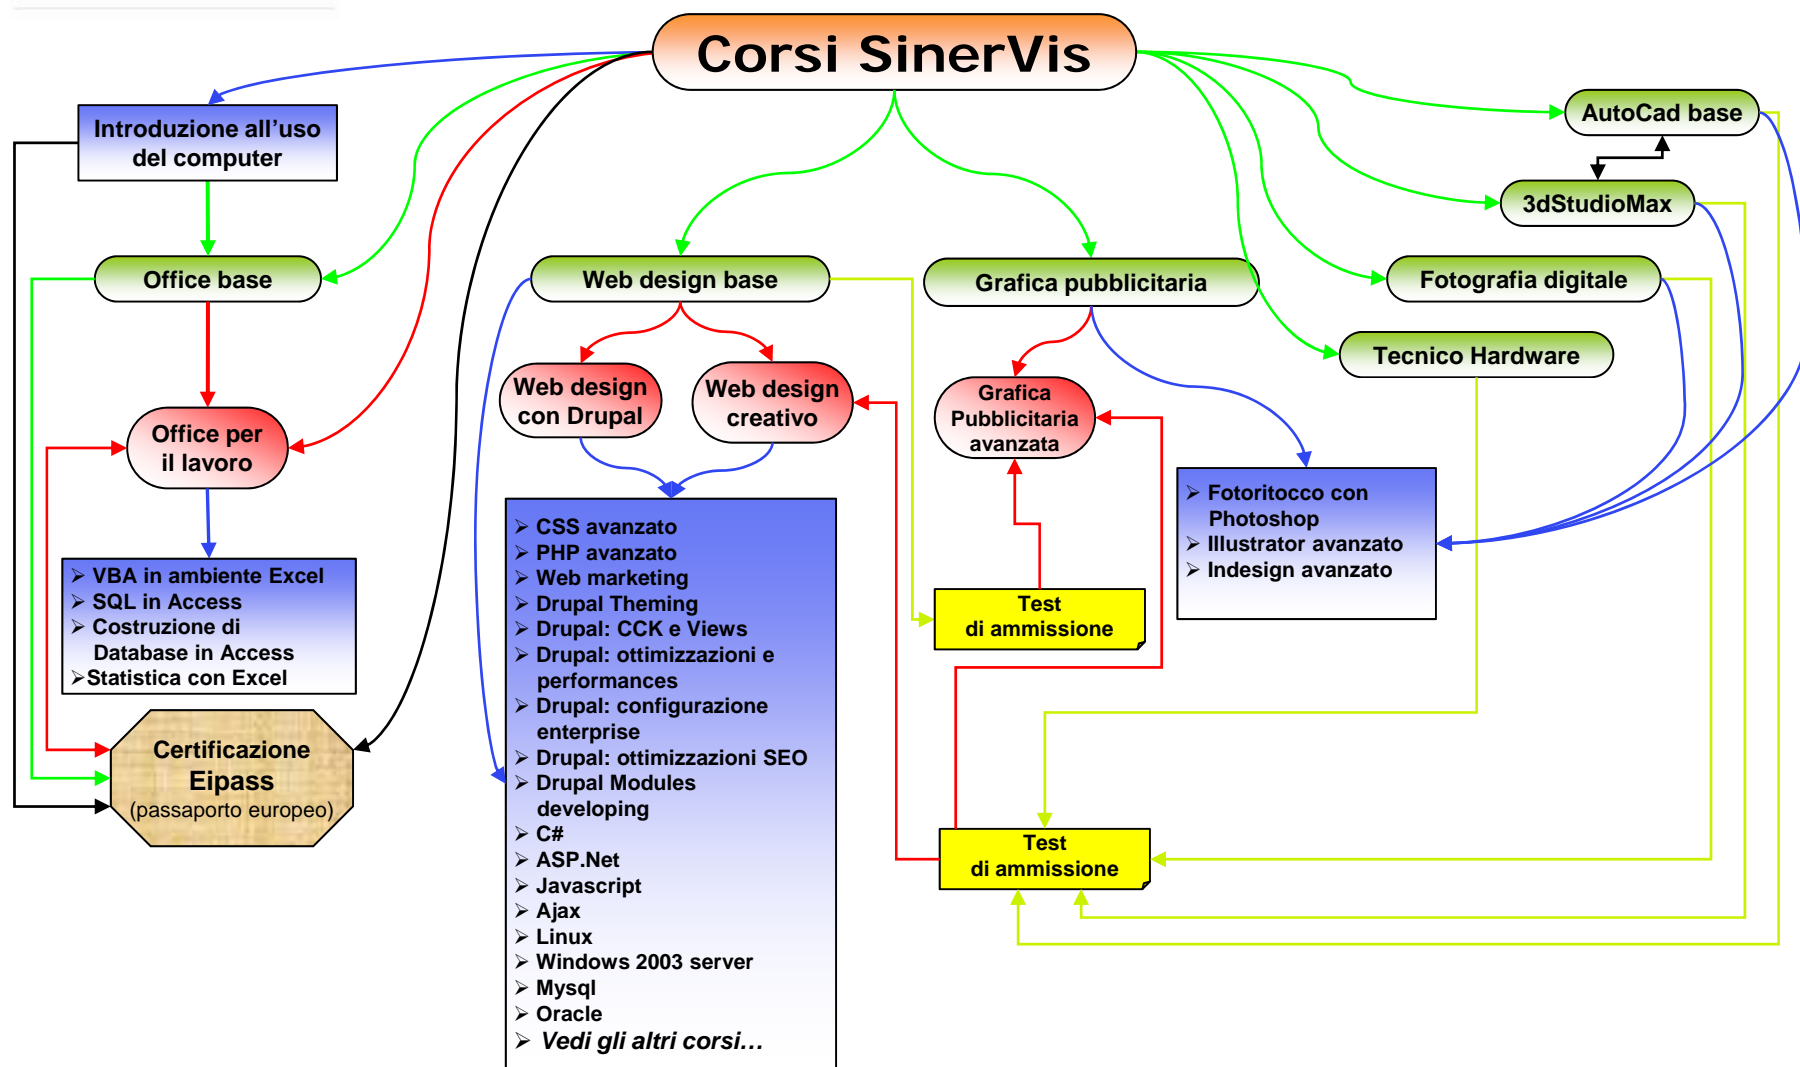 Corsi SinerVis
Introduzione all’uso
del computer
Office base
Office per
il lavoro
➢ VBA in ambiente Excel
➢ SQL in Access
➢ Costruzione di
Database in Access
➢Statistica con Excel
Certificazione
Eipass
(passaporto europeo)
Web design base
Web design
con Drupal
Web design
creativo
➢ CSS avanzato
➢ PHP avanzato
➢ Web marketing
➢ Drupal Theming
➢ Drupal: CCK e Views
➢ Drupal: ottimizzazioni e
performances
➢ Drupal: configurazione
enterprise
➢ Drupal: ottimizzazioni SEO
➢ Drupal Modules
developing
➢ C#
➢ ASP.Net
➢ Javascript
➢ Ajax
➢ Linux
➢ Windows 2003 server
➢ Mysql
➢ Oracle
➢ Vedi gli altri corsi…
Grafica pubblicitaria
Grafica
Pubblicitaria
avanzata
Test
di ammissione
Test
di ammissione
➢ Fotoritocco con
Photoshop
➢ Illustrator avanzato
➢ Indesign avanzato
AutoCad base
3dStudioMax
Fotografia digitale
Tecnico Hardware